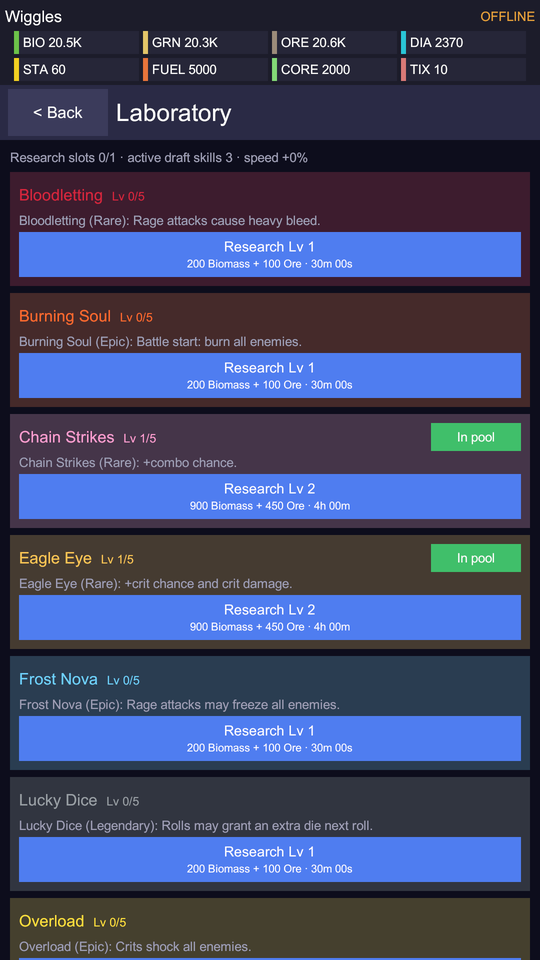 Wiggles OFFLINE
BIO 20.5K GRN 20.3K ORE 20.6K DIA 2370
STA 60 FUEL 5000 CORE 2000 TIX 10
< Back Laboratory
Research slots 0/1 · active draft skills 3 · speed +0%
Bloodletting Lv 0/5
Bloodletting (Rare): Rage attacks cause heavy bleed.
Research Lv 1
200 Biomass + 100 Ore · 30m 00s
Burning Soul Lv 0/5
Burning Soul (Epic): Battle start: burn all enemies.
Research Lv 1
200 Biomass + 100 Ore · 30m 00s
Chain Strikes Lv 1/5 In pool
Chain Strikes (Rare): +combo chance.
Research Lv 2
900 Biomass + 450 Ore · 4h 00m
Eagle Eye Lv 1/5 In pool
Eagle Eye (Rare): +crit chance and crit damage.
Research Lv 2
900 Biomass + 450 Ore · 4h 00m
Frost Nova Lv 0/5
Frost Nova (Epic): Rage attacks may freeze all enemies.
Research Lv 1
200 Biomass + 100 Ore · 30m 00s
Lucky Dice Lv 0/5
Lucky Dice (Legendary): Rolls may grant an extra die next roll.
Research Lv 1
200 Biomass + 100 Ore · 30m 00s
Overload Lv 0/5
Overload (Epic): Crits shock all enemies.